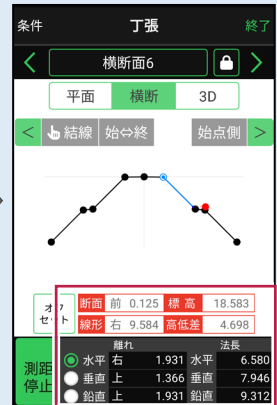 条件 丁張 終了
< 横断面6 >
平面 横断 3D
< 結線 始⇔終 始点側 >
オフセット
断面 前 0.125 標高 18.583
線形 右 9.584 高低差 4.698
離れ 法長
水平 右 1.931 水平 6.580
垂直 上 1.366 垂直 7.946
鉛直 上 1.931 鉛直 9.312
測距停止